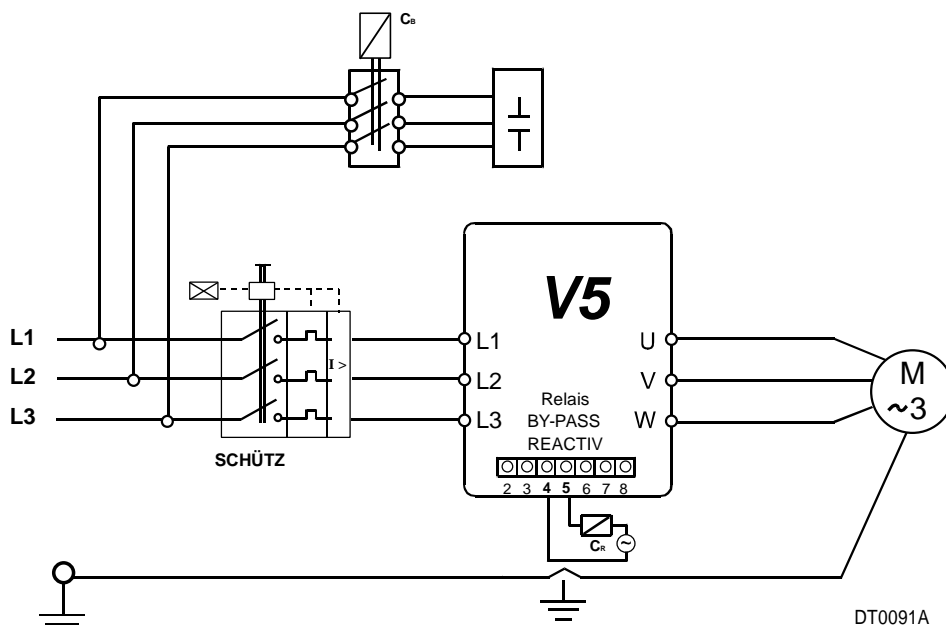 CB
V5
L1
L2
L3
I >
L1
L2
L3
U
V
W
M
~3
Relais
BY-PASS
REACTIV
SCHÜTZ
2 3 4 5 6 7 8
CR
~
DT0091A